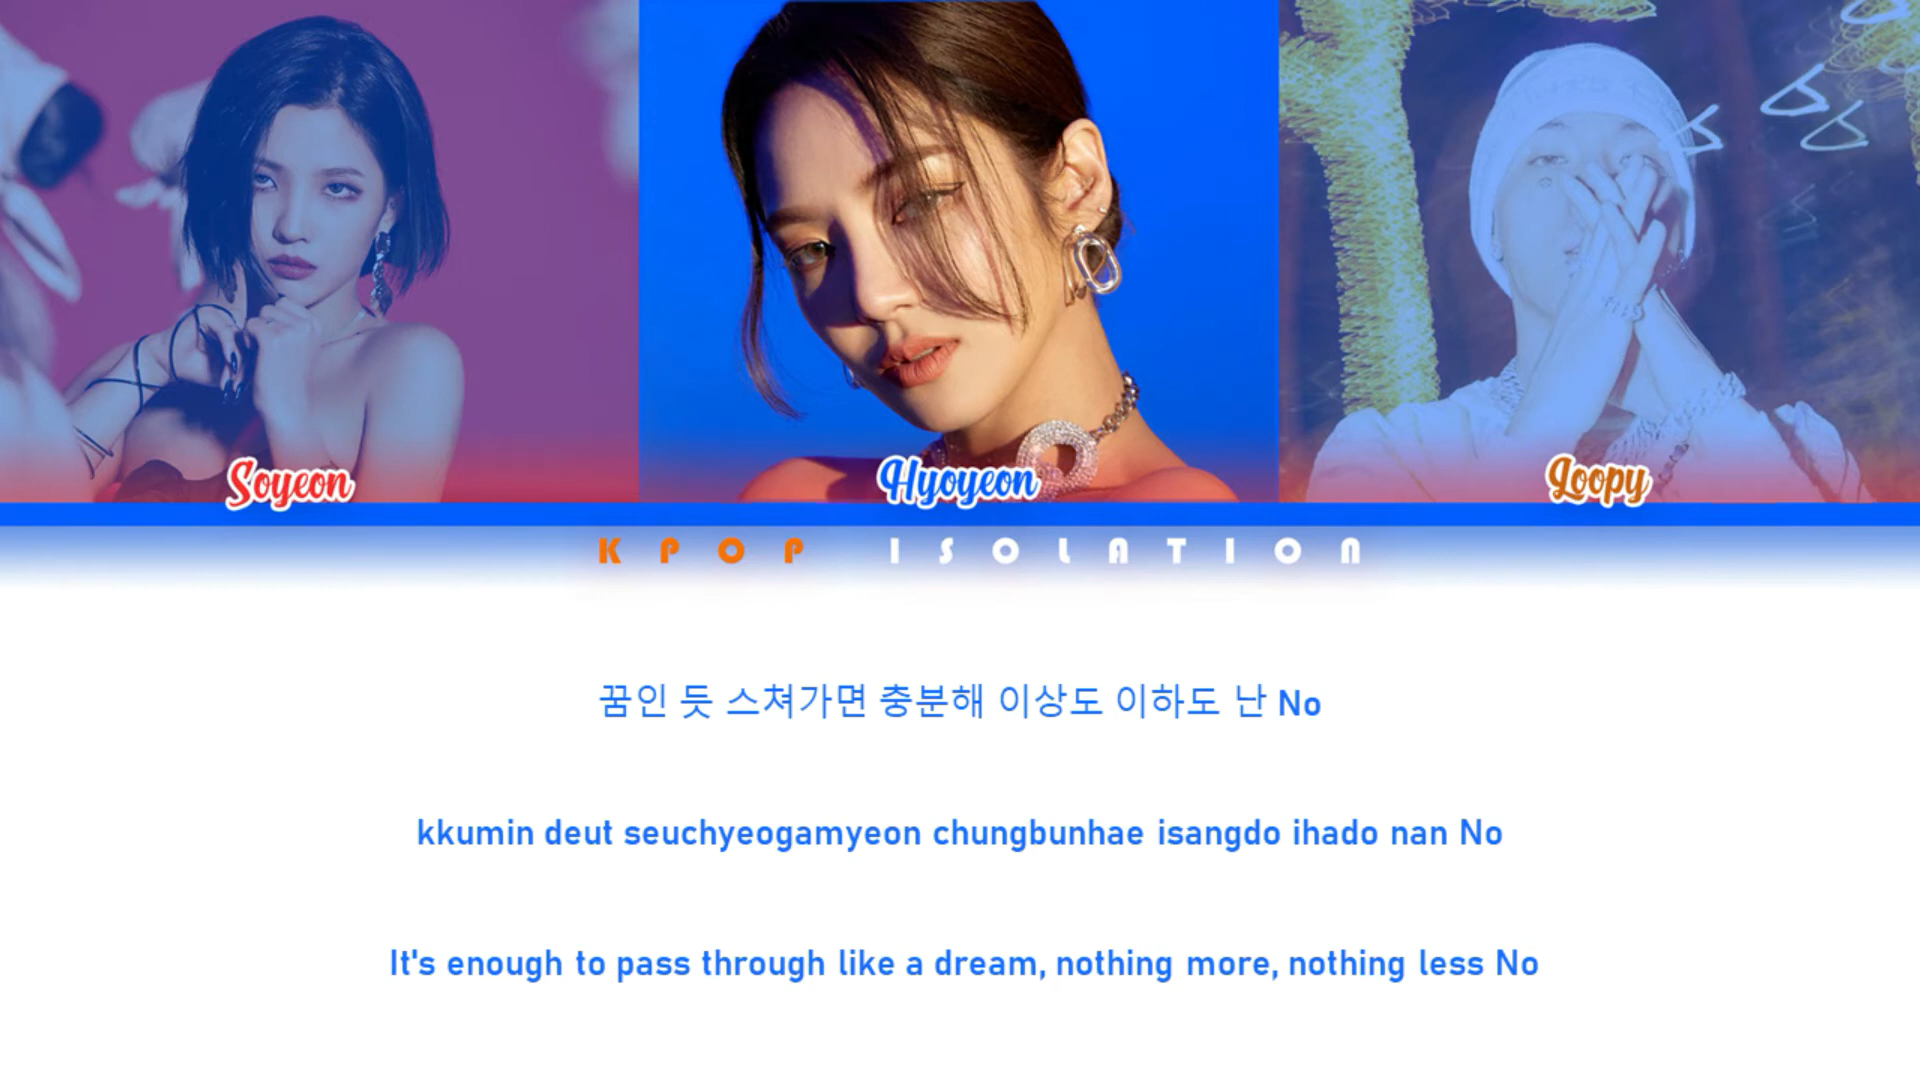 Soyeon
Hyoyeon
Loopy
KPOP ISOLATION
꿈인 듯 스쳐가면 충분해 이상도 이하도 난 No
kkumin deut seuchyeogamyeon chungbunhae isangdo ihado nan No
It's enough to pass through like a dream, nothing more, nothing less No